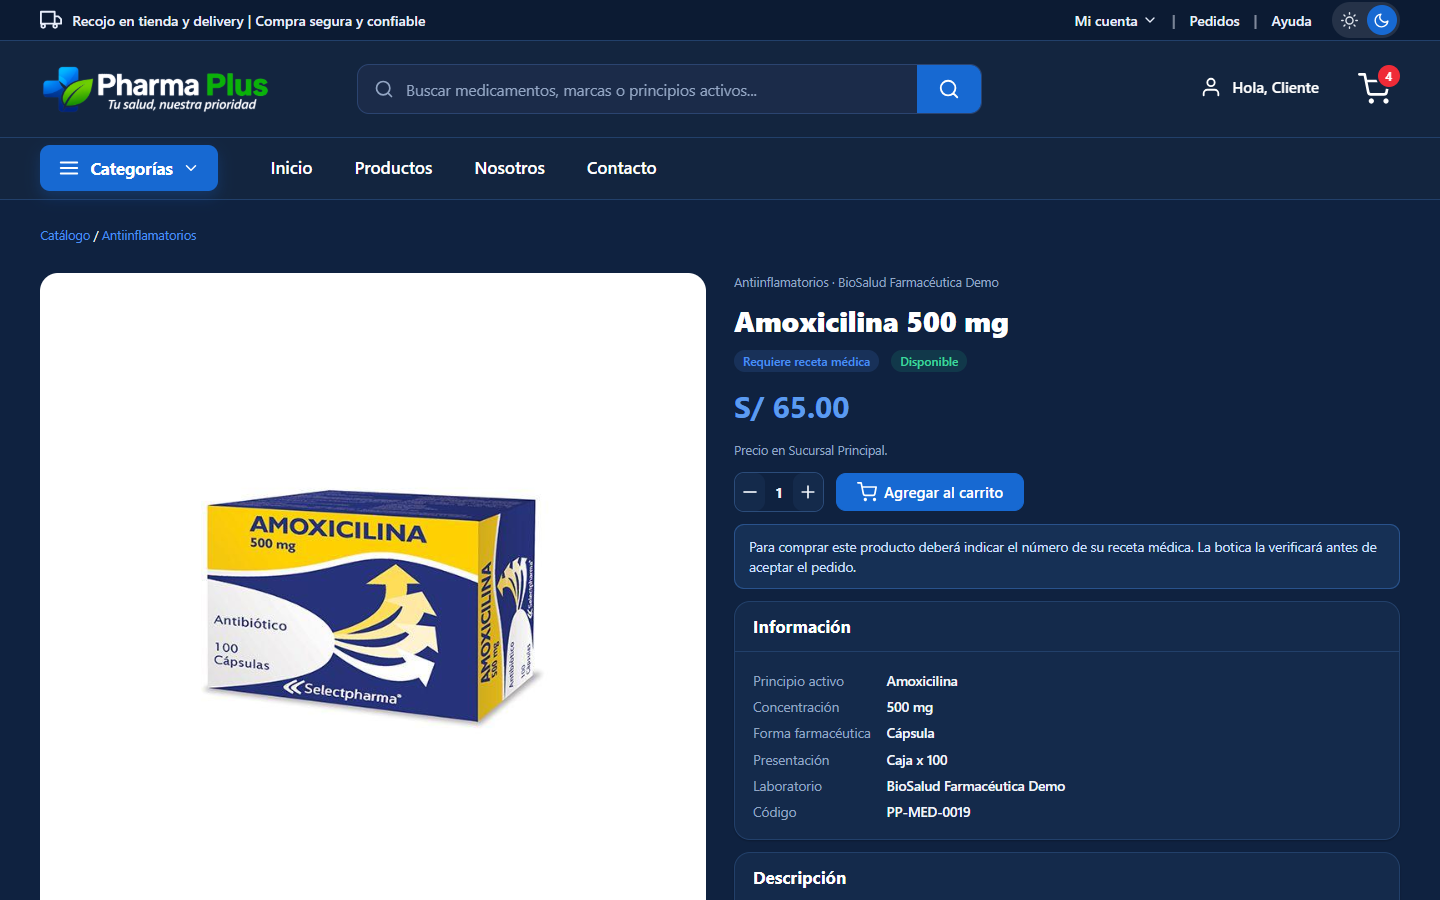 Recojo en tienda y delivery | Compra segura y confiable
Mi cuenta | Pedidos | Ayuda
Pharma Plus
Tu salud, nuestra prioridad
Buscar medicamentos, marcas o principios activos...
Hola, Cliente
4
Categorías
Inicio
Productos
Nosotros
Contacto
Catálogo / Antiinflamatorios
AMOXICILINA
500 mg
Antibiótico
100
Cápsulas
Selectpharma®
AMOXICILINA
500 mg
Antibiótico
100
Cápsulas
Selectpharma
Antiinflamatorios · BioSalud Farmacéutica Demo
Amoxicilina 500 mg
Requiere receta médica
Disponible
S/ 65.00
Precio en Sucursal Principal.
1
Agregar al carrito
Para comprar este producto deberá indicar el número de su receta médica. La botica la verificará antes de
aceptar el pedido.
Información
Principio activo Amoxicilina
Concentración 500 mg
Forma farmacéutica Cápsula
Presentación Caja x 100
Laboratorio BioSalud Farmacéutica Demo
Código PP-MED-0019
Descripción